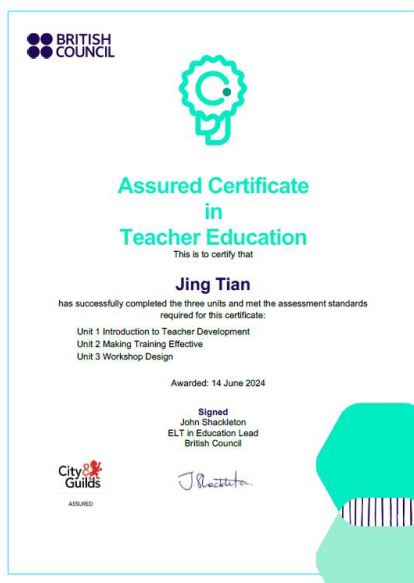 BRITISH
COUNCIL
Assured Certificate
in
Teacher Education
This is to certify that
Jing Tian
has successfully completed the three units and met the assessment standards
required for this certificate:
Unit 1 Introduction to Teacher Development
Unit 2 Making Training Effective
Unit 3 Workshop Design
Awarded: 14 June 2024
Signed
John Shackleton
ELT in Education Lead
British Council
City&
Guilds
J. Shackleton.
ASSURED